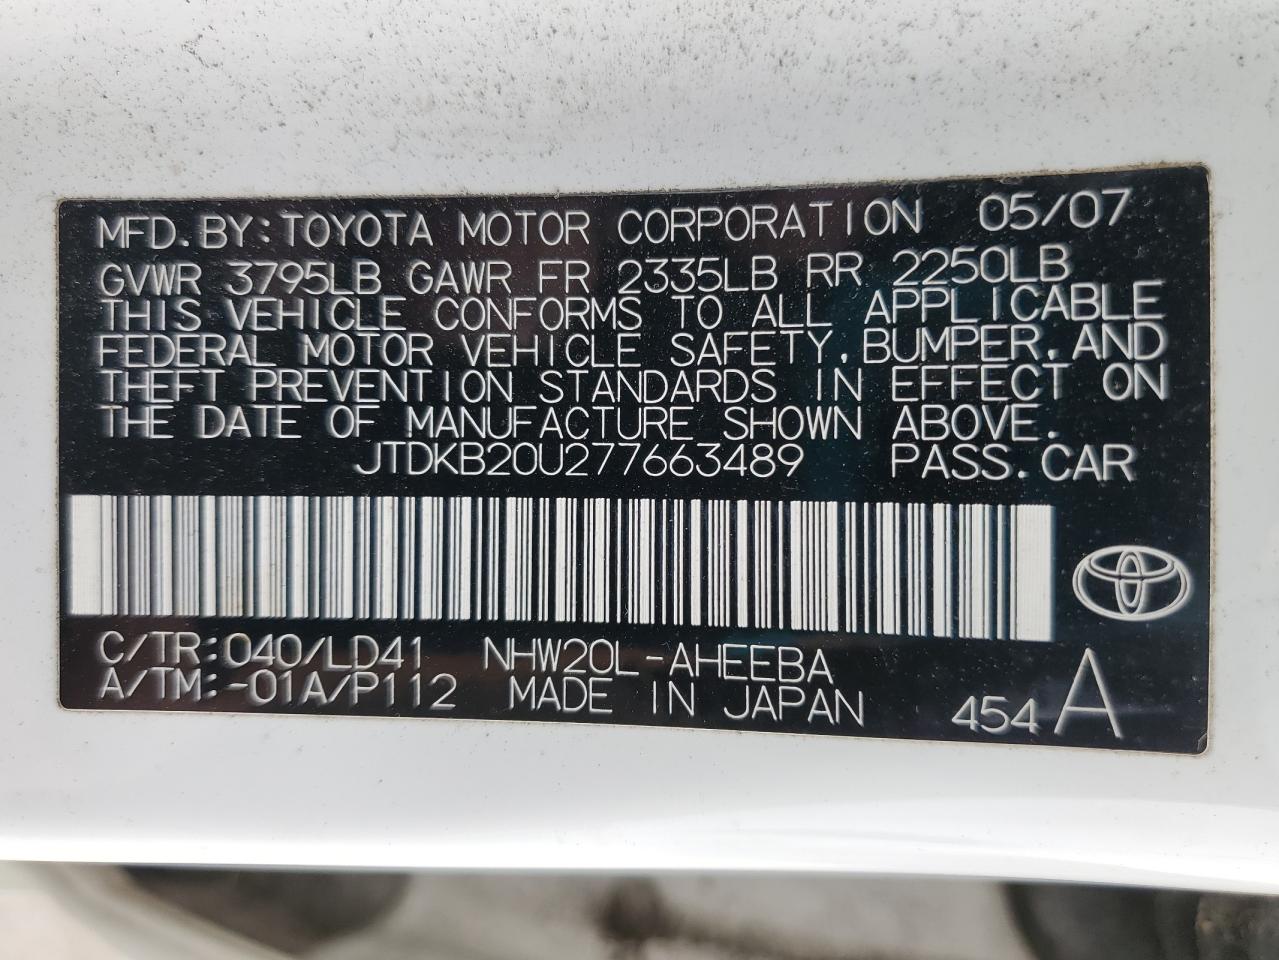 MFD.BY:TOYOTA MOTOR CORPORATION 05/07
GVWR 3795LB GAWR FR 2335LB RR 2250LB
THIS VEHICLE CONFORMS TO ALL APPLICABLE
FEDERAL MOTOR VEHICLE SAFETY,BUMPER,AND
THEFT PREVENTION STANDARDS IN EFFECT ON
THE DATE OF MANUFACTURE SHOWN ABOVE.
JTDKB20U277663489 PASS.CAR
C/TR:040/LD41 NHW20L-AHEEBA
A/TM:-01A/P112 MADE IN JAPAN 454 A